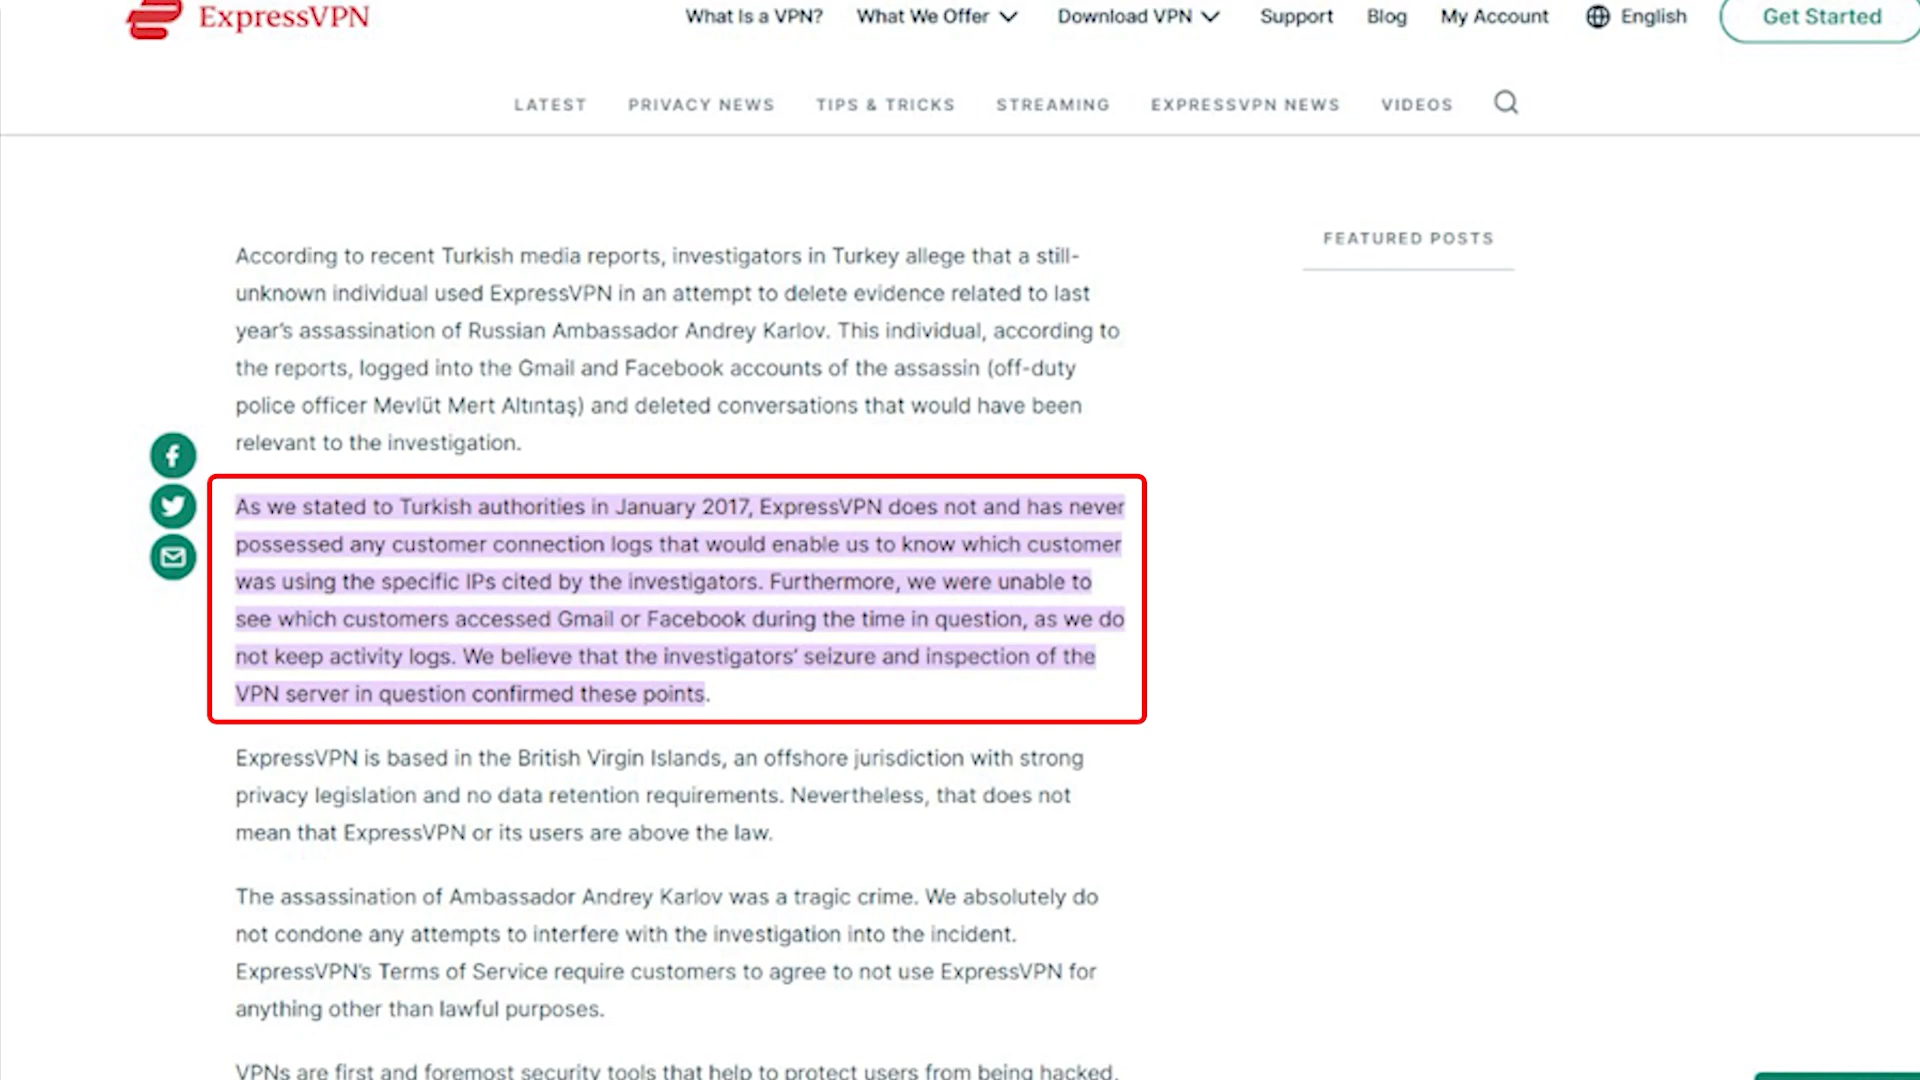 ExpressVPN
What Is a VPN? What We Offer Download VPN Support Blog My Account English Get Started
LATEST PRIVACY NEWS TIPS & TRICKS STREAMING EXPRESSVPN NEWS VIDEOS
FEATURED POSTS
According to recent Turkish media reports, investigators in Turkey allege that a still-
unknown individual used ExpressVPN in an attempt to delete evidence related to last
year's assassination of Russian Ambassador Andrey Karlov. This individual, according to
the reports, logged into the Gmail and Facebook accounts of the assassin (off-duty
police officer Mevlüt Mert Altıntaş) and deleted conversations that would have been
relevant to the investigation.
As we stated to Turkish authorities in January 2017, ExpressVPN does not and has never
possessed any customer connection logs that would enable us to know which customer
was using the specific IPs cited by the investigators. Furthermore, we were unable to
see which customers accessed Gmail or Facebook during the time in question, as we do
not keep activity logs. We believe that the investigators' seizure and inspection of the
VPN server in question confirmed these points.
ExpressVPN is based in the British Virgin Islands, an offshore jurisdiction with strong
privacy legislation and no data retention requirements. Nevertheless, that does not
mean that ExpressVPN or its users are above the law.
The assassination of Ambassador Andrey Karlov was a tragic crime. We absolutely do
not condone any attempts to interfere with the investigation into the incident.
ExpressVPN's Terms of Service require customers to agree to not use ExpressVPN for
anything other than lawful purposes.
VPNs are first and foremost security tools that help to protect users from being hacked,